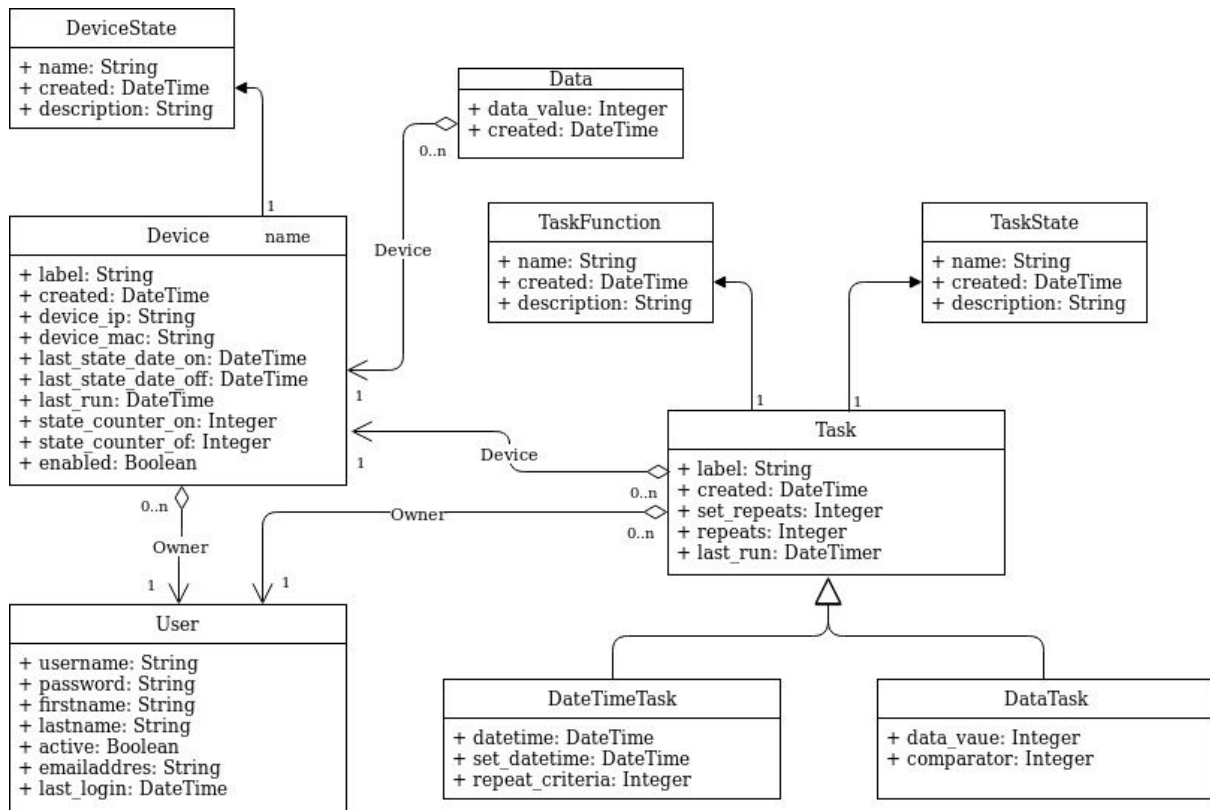 DeviceState
+ name: String
+ created: DateTime
+ description: String
Data
+ data_value: Integer
+ created: DateTime
0..n
Device
1
1
name
Device
+ label: String
+ created: DateTime
+ device_ip: String
+ device_mac: String
+ last_state_date_on: DateTime
+ last_state_date_off: DateTime
+ last_run: DateTime
+ state_counter_on: Integer
+ state_counter_of: Integer
+ enabled: Boolean
TaskFunction
+ name: String
+ created: DateTime
+ description: String
TaskState
+ name: String
+ created: DateTime
+ description: String
1
1
Task
+ label: String
+ created: DateTime
+ set_repeats: Integer
+ repeats: Integer
+ last_run: DateTimer
1
Device
0..n
0..n
Owner
1
0..n
Owner
1
User
+ username: String
+ password: String
+ firstname: String
+ lastname: String
+ active: Boolean
+ emailaddres: String
+ last_login: DateTime
DateTimeTask
+ datetime: DateTime
+ set_datetime: DateTime
+ repeat_criteria: Integer
DataTask
+ data_vaue: Integer
+ comparator: Integer